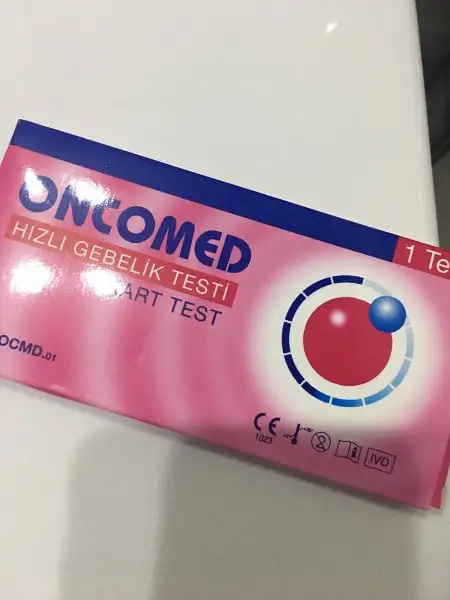 ONCOMED
1 Te
HIZLI GEBELİK TESTİ
ART TEST
OCMD.01
CE
1023
IVD